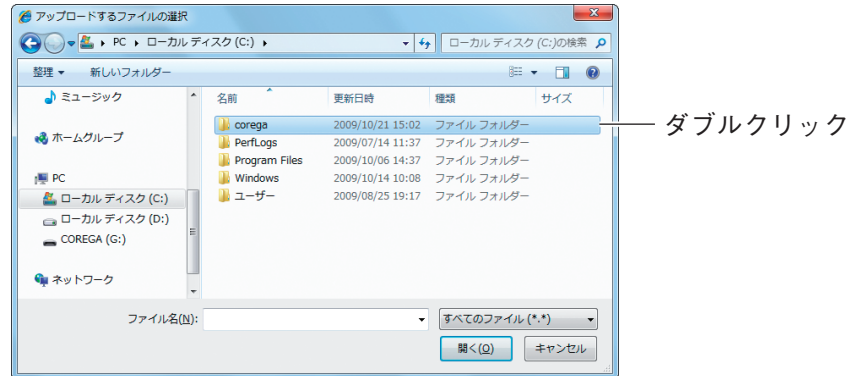 アップロードするファイルの選択
PC ▸ ローカル ディスク (C:) ▸
ローカル ディスク (C:)の検索
整理 ▼ 新しいフォルダー
ミュージック
ホームグループ
PC
ローカル ディスク (C:)
ローカル ディスク (D:)
COREGA (G:)
ネットワーク
名前 更新日時 種類 サイズ
corega 2009/10/21 15:02 ファイル フォルダー
PerfLogs 2009/07/14 11:37 ファイル フォルダー
Program Files 2009/10/06 14:37 ファイル フォルダー
Windows 2009/10/14 10:08 ファイル フォルダー
ユーザー 2009/08/25 19:17 ファイル フォルダー
ダブルクリック
ファイル名(N):
すべてのファイル (*.*)
開く(O) キャンセル